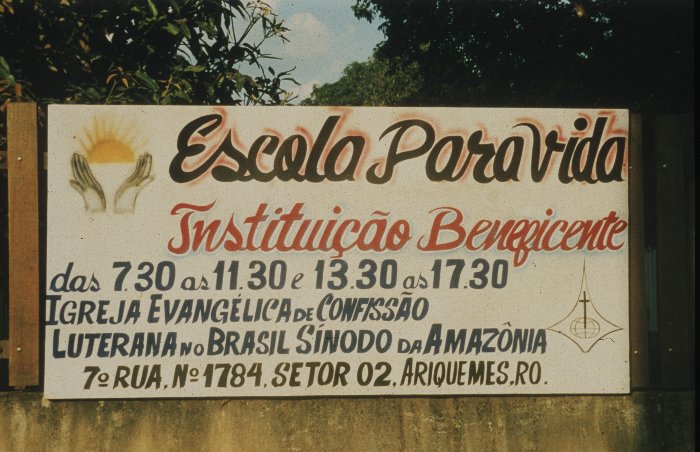 Escola Para vida
Instituição Beneficente
das 7.30 as 11.30 e 13.30 as 17.30
IGREJA EVANGÉLICA DE CONFISSÃO
LUTERANA NO BRASIL SÍNODO DA AMAZÔNIA
7º RUA. Nº 1784. SETOR 02. ARIQUEMES.RO.